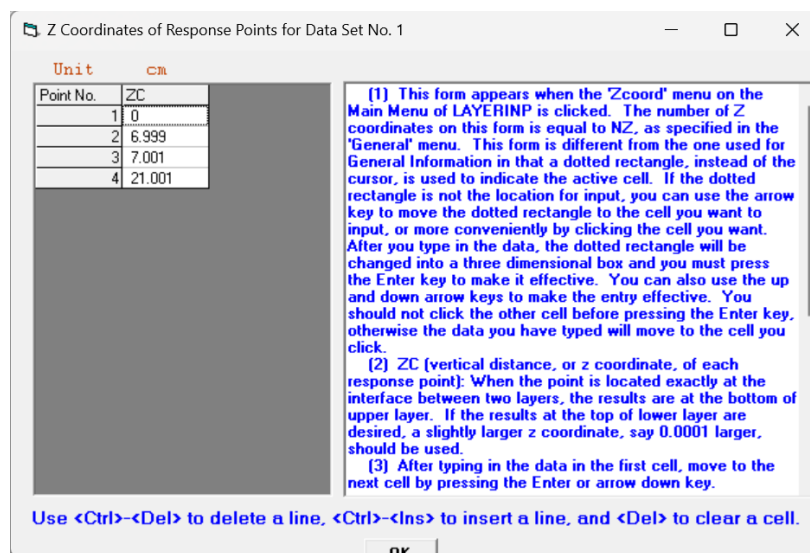 Z Coordinates of Response Points for Data Set No. 1
Unit cm
Point No. ZC
1 0
2 6.999
3 7.001
4 21.001
(1) This form appears when the 'Zcoord' menu on the
Main Menu of LAYERINP is clicked. The number of Z
coordinates on this form is equal to NZ, as specified in the
'General' menu. This form is different from the one used for
General Information in that a dotted rectangle, instead of the
cursor, is used to indicate the active cell. If the dotted
rectangle is not the location for input, you can use the arrow
key to move the dotted rectangle to the cell you want to
input, or more conveniently by clicking the cell you want.
After you type in the data, the dotted rectangle will be
changed into a three dimensional box and you must press
the Enter key to make it effective. You can also use the up
and down arrow keys to make the entry effective. You
should not click the other cell before pressing the Enter key,
otherwise the data you have typed will move to the cell you
click.
(2) ZC (vertical distance, or z coordinate, of each
response point): When the point is located exactly at the
interface between two layers, the results are at the bottom of
upper layer. If the results at the top of lower layer are
desired, a slightly larger z coordinate, say 0.0001 larger,
should be used.
(3) After typing in the data in the first cell, move to the
next cell by pressing the Enter or arrow down key.
Use <Ctrl>-<Del> to delete a line, <Ctrl>-<Ins> to insert a line, and <Del> to clear a cell.
OK